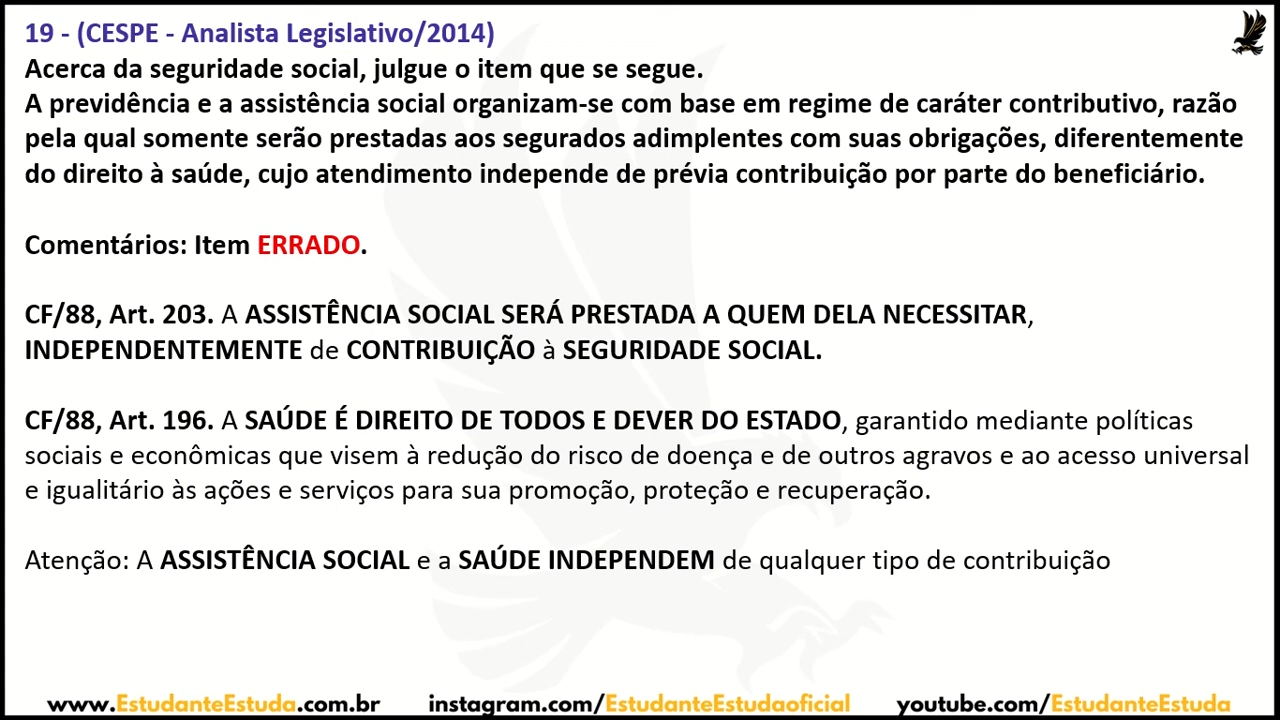 19 - (CESPE - Analista Legislativo/2014)
Acerca da seguridade social, julgue o item que se segue.
A previdência e a assistência social organizam-se com base em regime de caráter contributivo, razão
pela qual somente serão prestadas aos segurados adimplentes com suas obrigações, diferentemente
do direito à saúde, cujo atendimento independe de prévia contribuição por parte do beneficiário.
Comentários: Item ERRADO.
CF/88, Art. 203. A ASSISTÊNCIA SOCIAL SERÁ PRESTADA A QUEM DELA NECESSITAR,
INDEPENDENTEMENTE de CONTRIBUIÇÃO à SEGURIDADE SOCIAL.
CF/88, Art. 196. A SAÚDE É DIREITO DE TODOS E DEVER DO ESTADO, garantido mediante políticas
sociais e econômicas que visem à redução do risco de doença e de outros agravos e ao acesso universal
e igualitário às ações e serviços para sua promoção, proteção e recuperação.
Atenção: A ASSISTÊNCIA SOCIAL e a SAÚDE INDEPENDEM de qualquer tipo de contribuição
www.EstudanteEstuda.com.br instagram.com/EstudanteEstudaoficial youtube.com/EstudanteEstuda